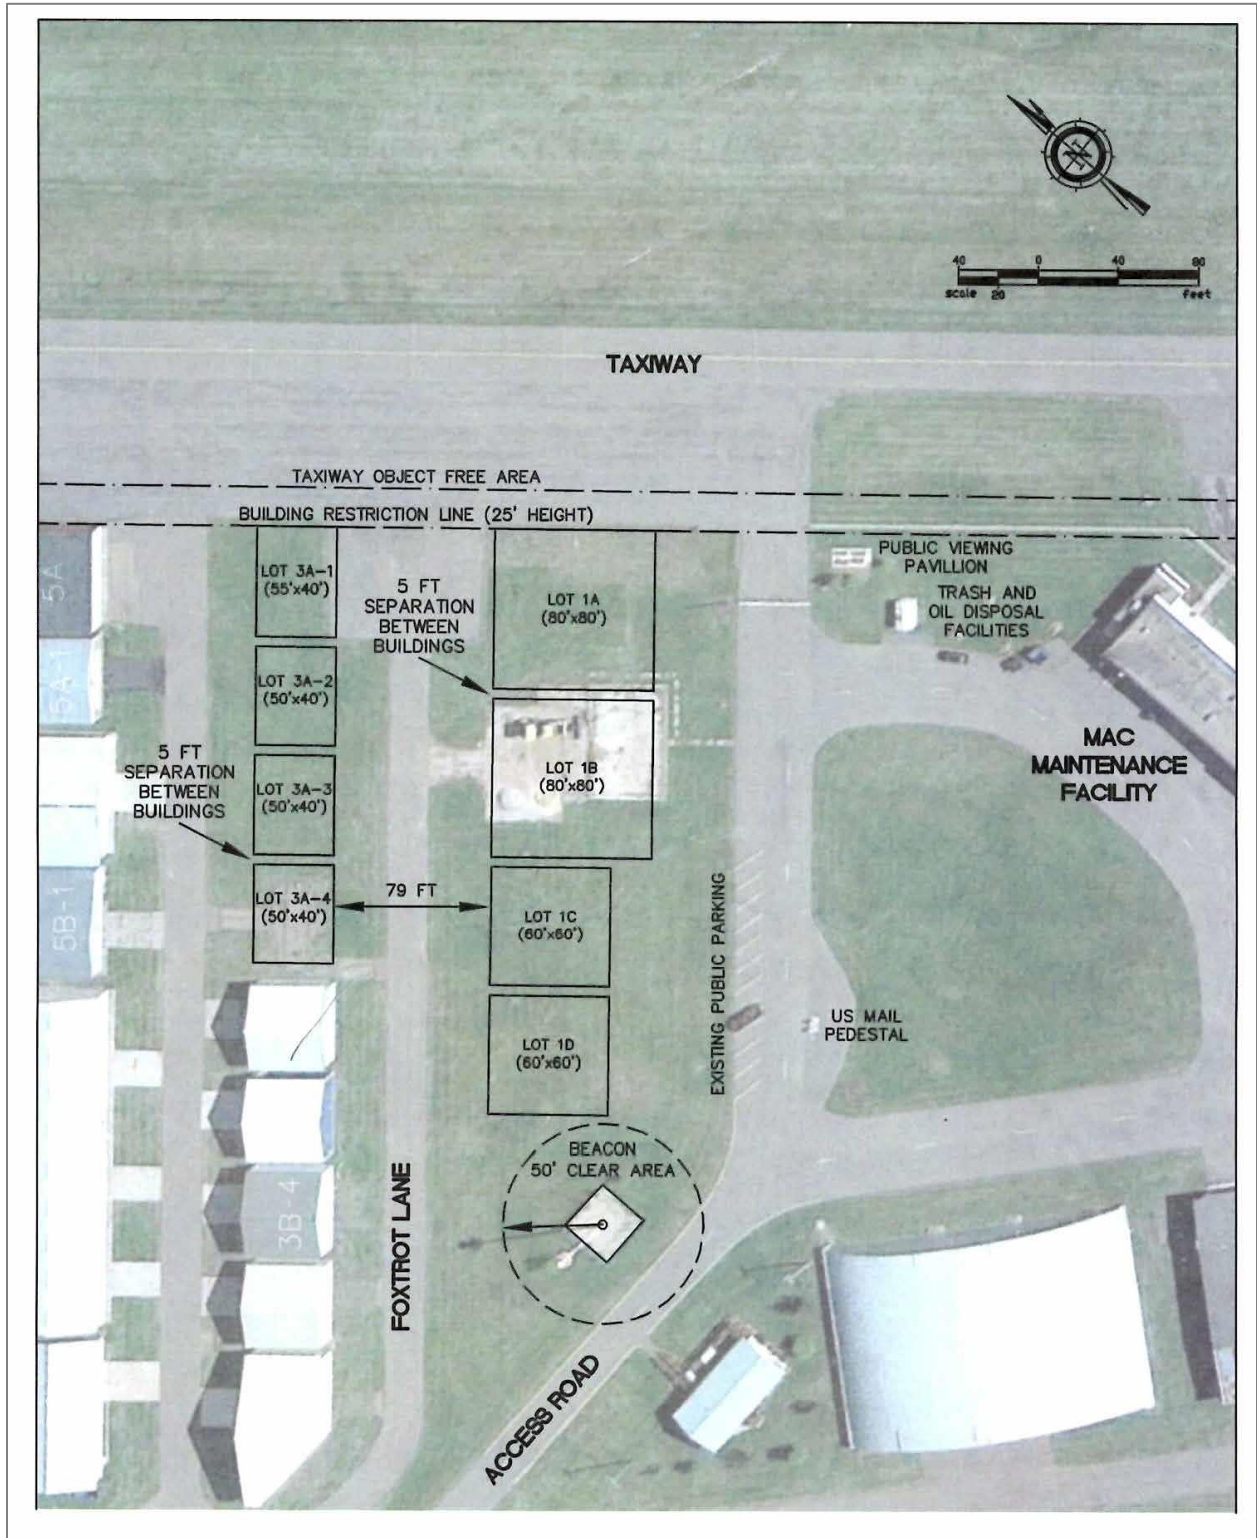 N
40 0 40 80
scale 20 feet
TAXIWAY
TAXIWAY OBJECT FREE AREA
BUILDING RESTRICTION LINE (25' HEIGHT)
LOT 3A-1
(55'x40')
5 FT
SEPARATION
BETWEEN
BUILDINGS
LOT 1A
(80'x80')
PUBLIC VIEWING
PAVILLION
TRASH AND
OIL DISPOSAL
FACILITIES
5A
5A-1
LOT 3A-2
(50'x40')
5 FT
SEPARATION
BETWEEN
BUILDINGS
LOT 3A-3
(50'x40')
LOT 1B
(80'x80')
MAC
MAINTENANCE
FACILITY
5B-1
LOT 3A-4
(50'x40')
79 FT
LOT 1C
(60'x60')
EXISTING PUBLIC PARKING
US MAIL
PEDESTAL
LOT 1D
(60'x60')
BEACON
50' CLEAR AREA
3B-4
FOXTROT LANE
ACCESS ROAD